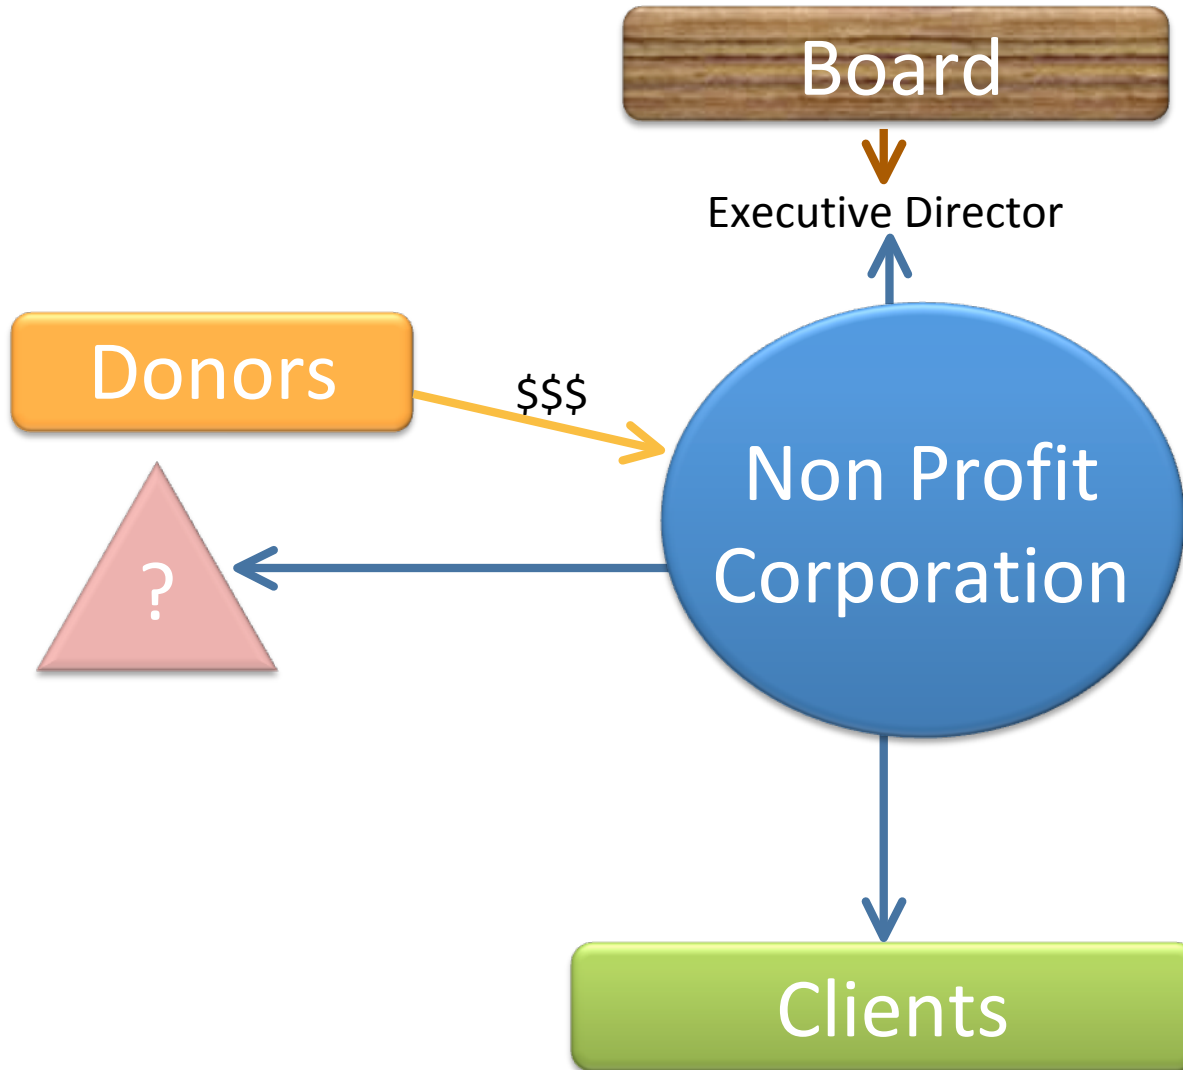 Board
Executive Director
Donors
$$$
Non Profit
Corporation
?
Clients